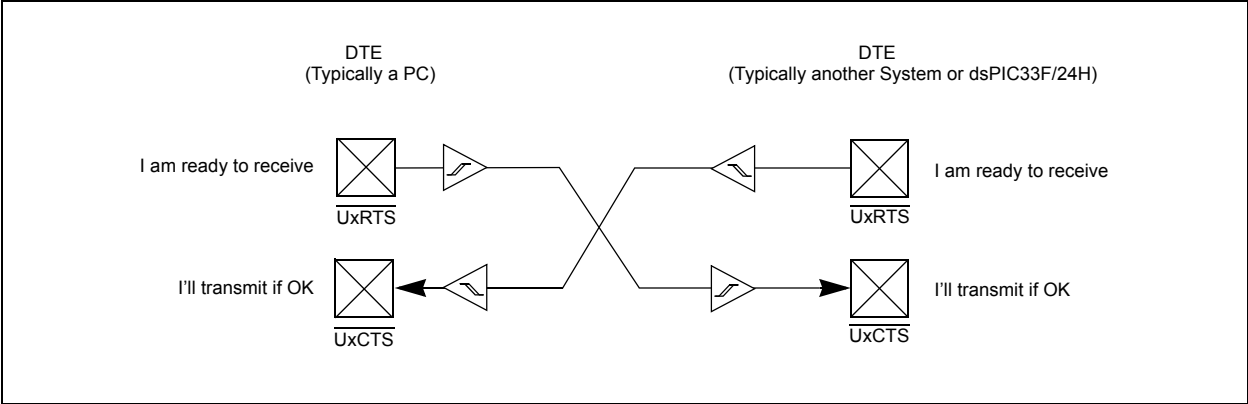 DTE
(Typically a PC)
DTE
(Typically another System or dsPIC33F/24H)
I am ready to receive
UxRTS
UxRTS
I am ready to receive
I'll transmit if OK
UxCTS
UxCTS
I'll transmit if OK